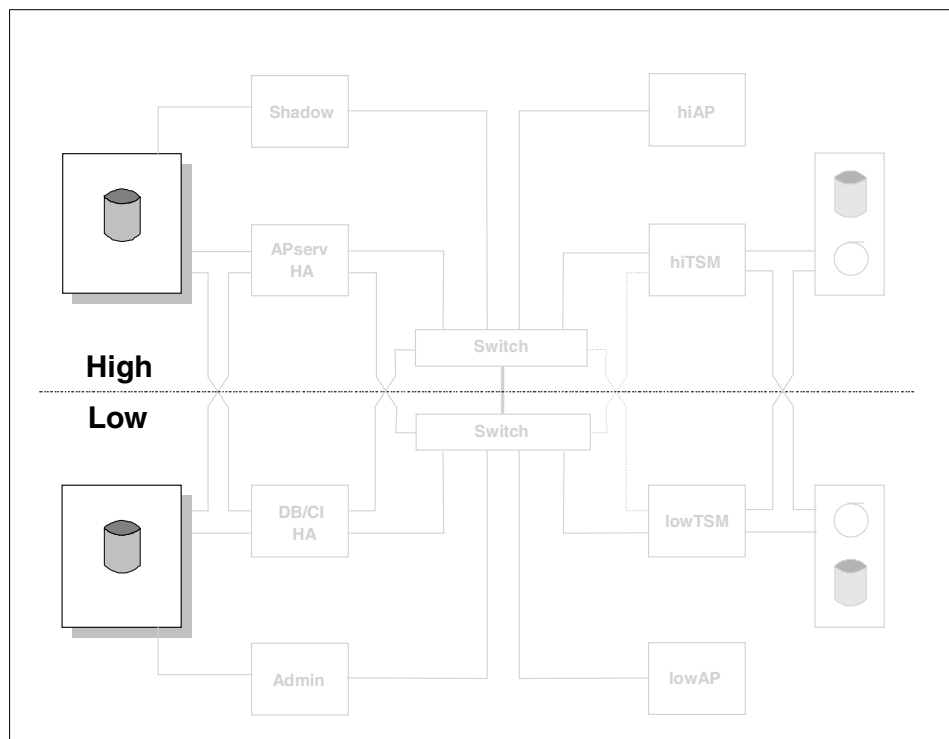 Shadow
hiAP
APserv
HA
hiTSM
Switch
High
Low
Switch
DB/CI
HA
lowTSM
Admin
lowAP